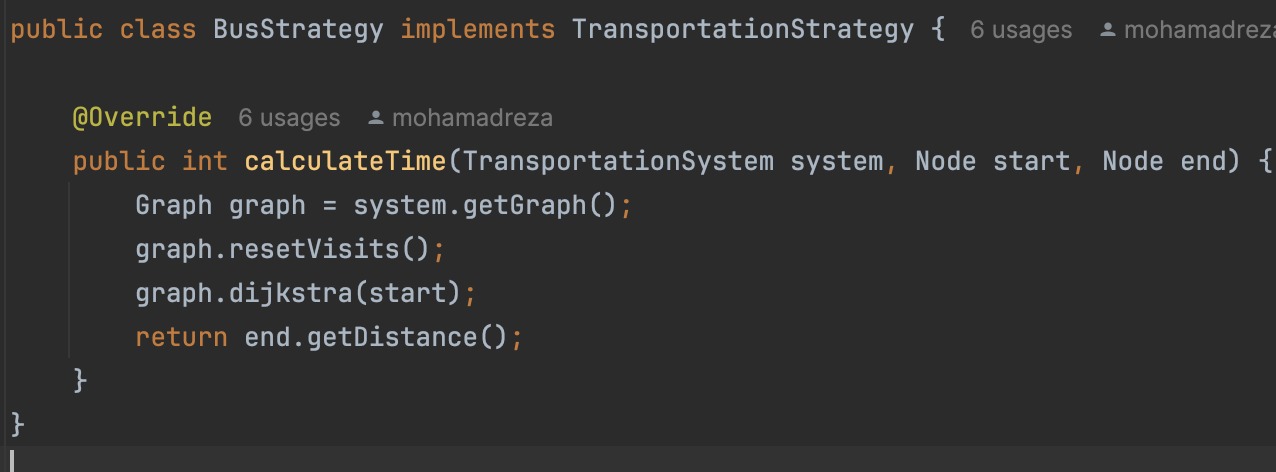 public class BusStrategy implements TransportationStrategy { 6 usages mohamadreza
@Override 6 usages mohamadreza
public int calculateTime(TransportationSystem system, Node start, Node end) {
Graph graph = system.getGraph();
graph.resetVisits();
graph.dijkstra(start);
return end.getDistance();
}
}